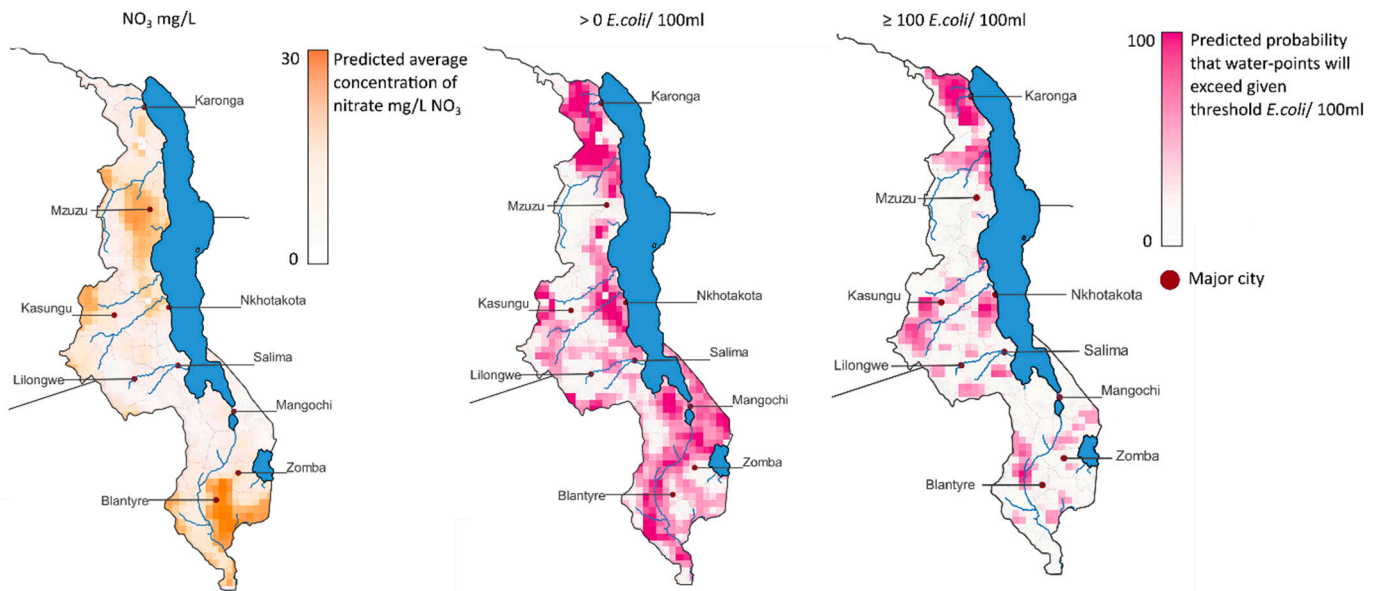 NO3 mg/L
30
Predicted average
concentration of
nitrate mg/L NO3
0
Karonga
Mzuzu
Nkhotakota
Kasungu
Salima
Lilongwe
Mangochi
Zomba
Blantyre
> 0 E.coli/ 100ml
Karonga
Mzuzu
Kasungu
Nkhotakota
Salima
Lilongwe
Mangochi
Zomba
Blantyre
≥ 100 E.coli/ 100ml
Karonga
Mzuzu
Kasungu
Nkhotakota
Salima
Lilongwe
Mangochi
Zomba
Blantyre
100
Predicted probability
that water-points will
exceed given
threshold E.coli/ 100ml
0
Major city